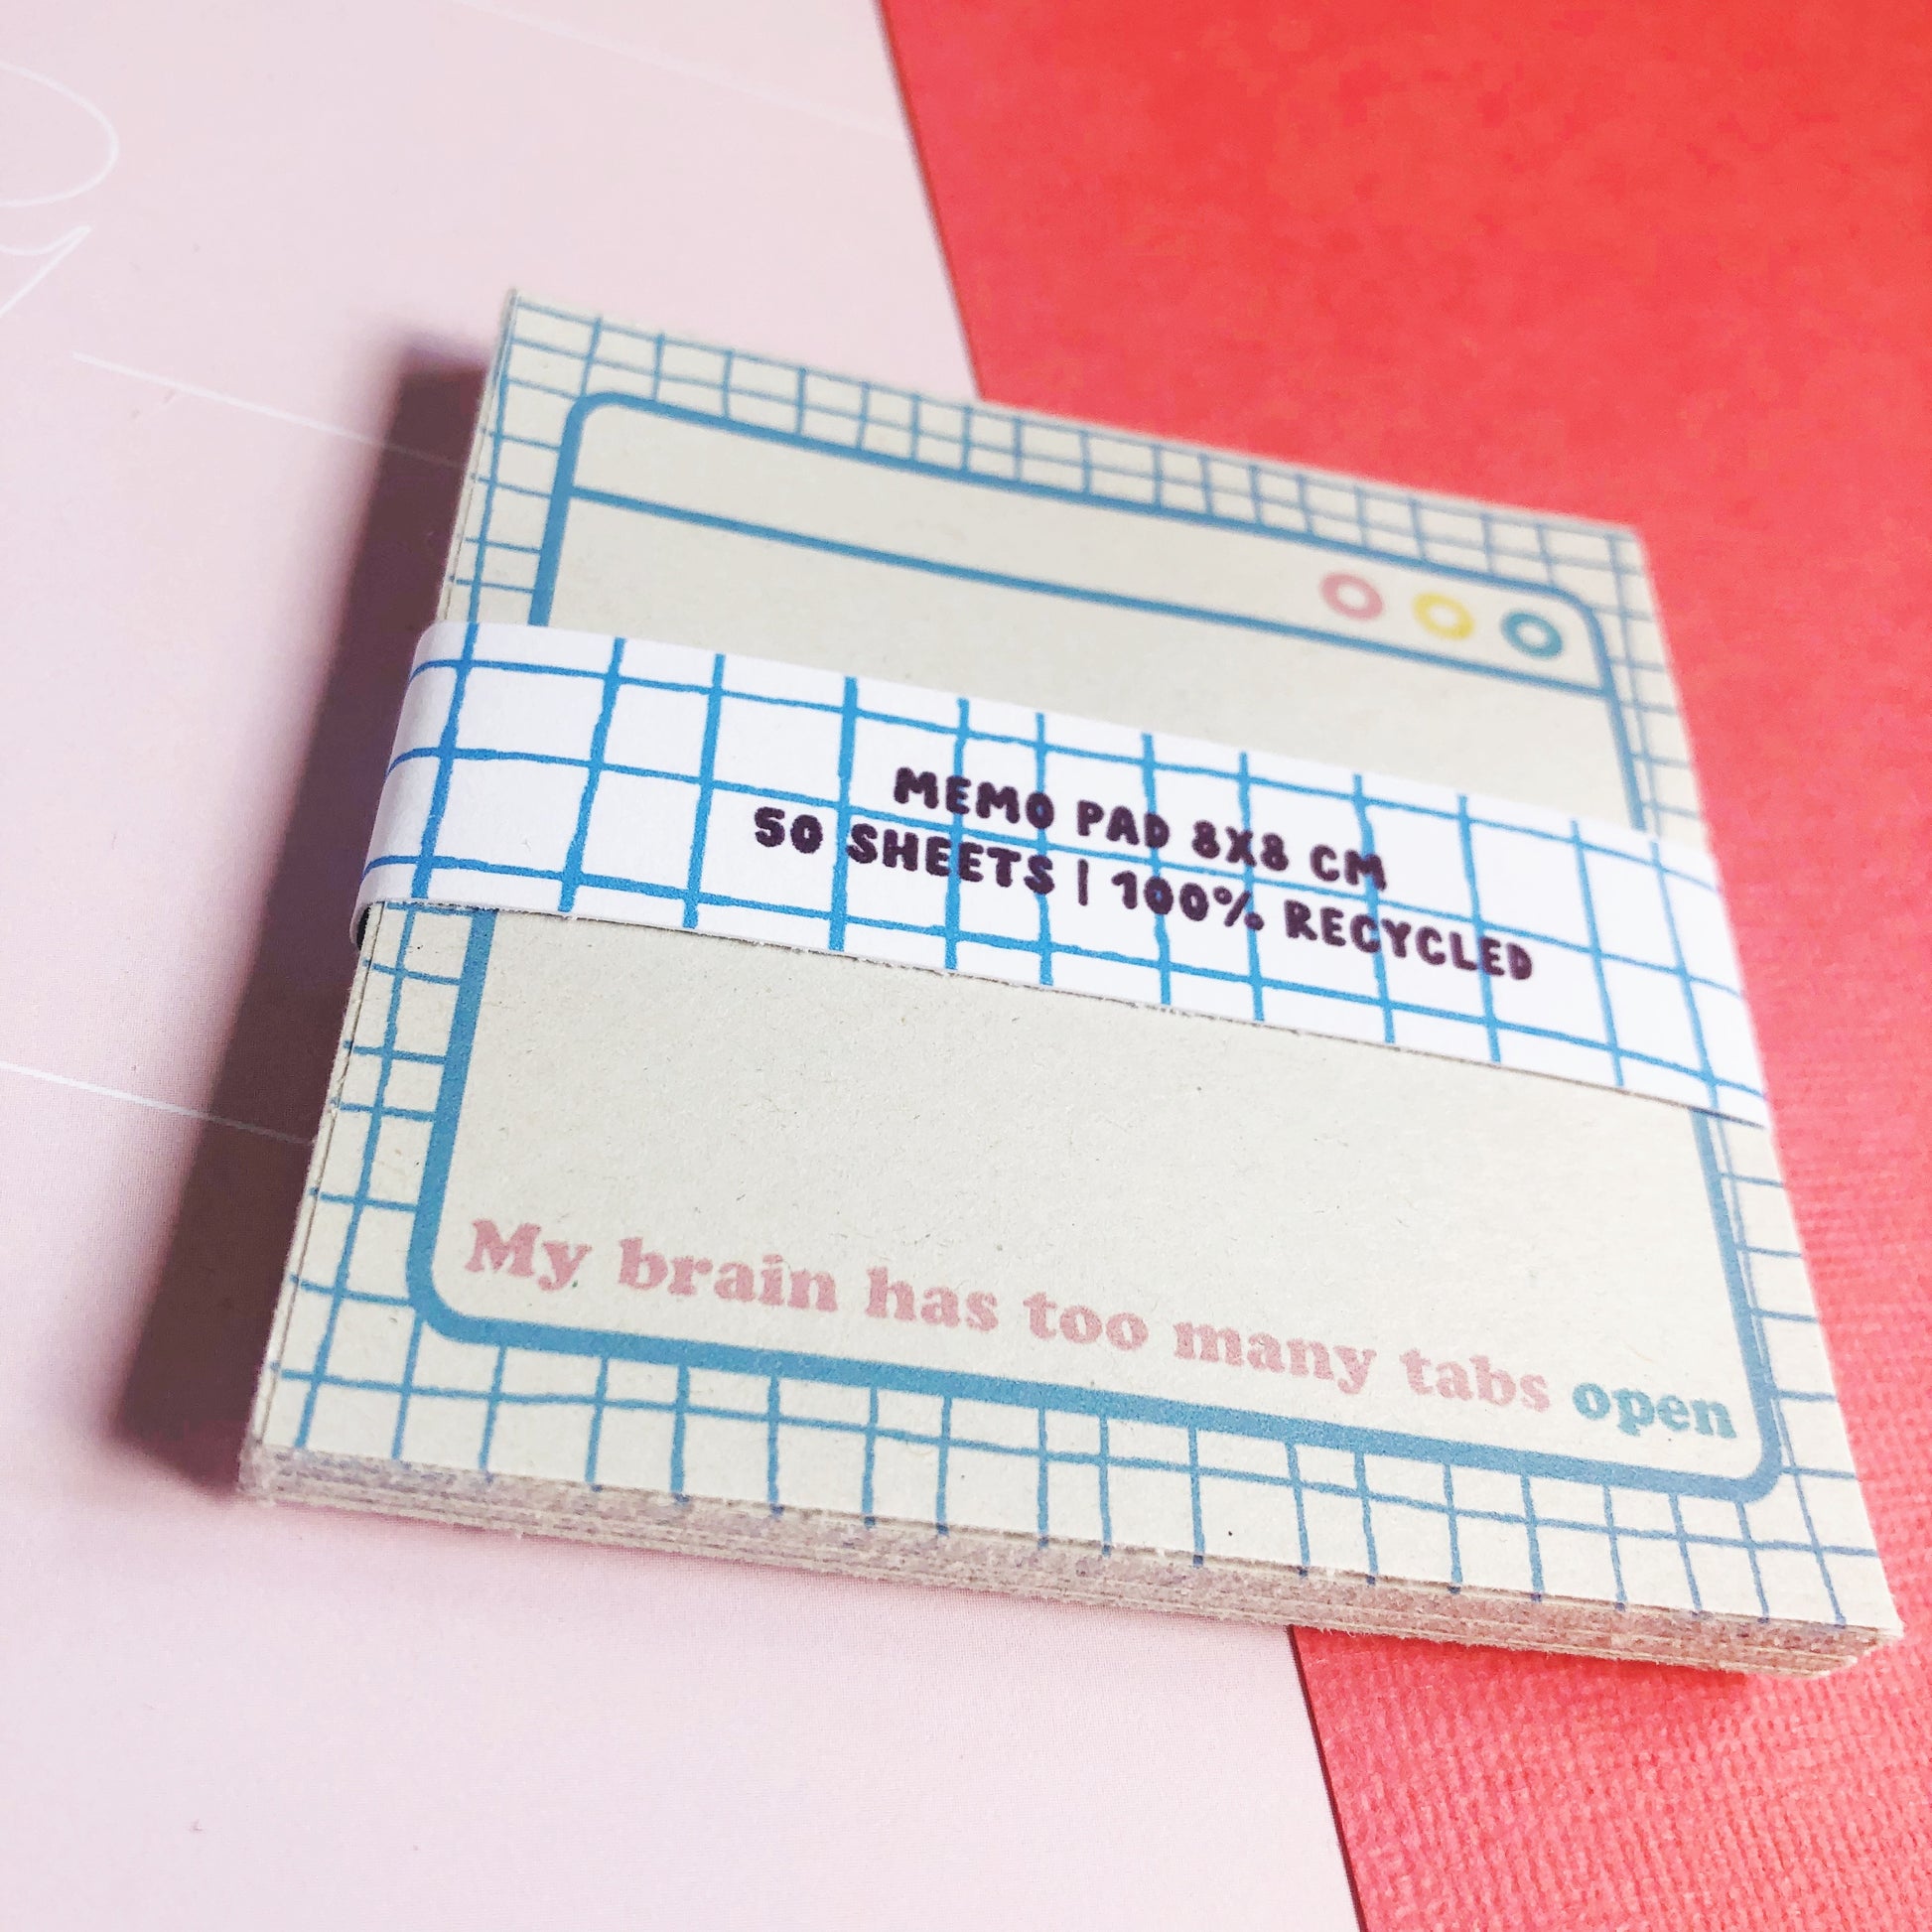 MEMO PAD 8X8 CM
50 SHEETS | 100% RECYCLED
My brain has too many tabs open